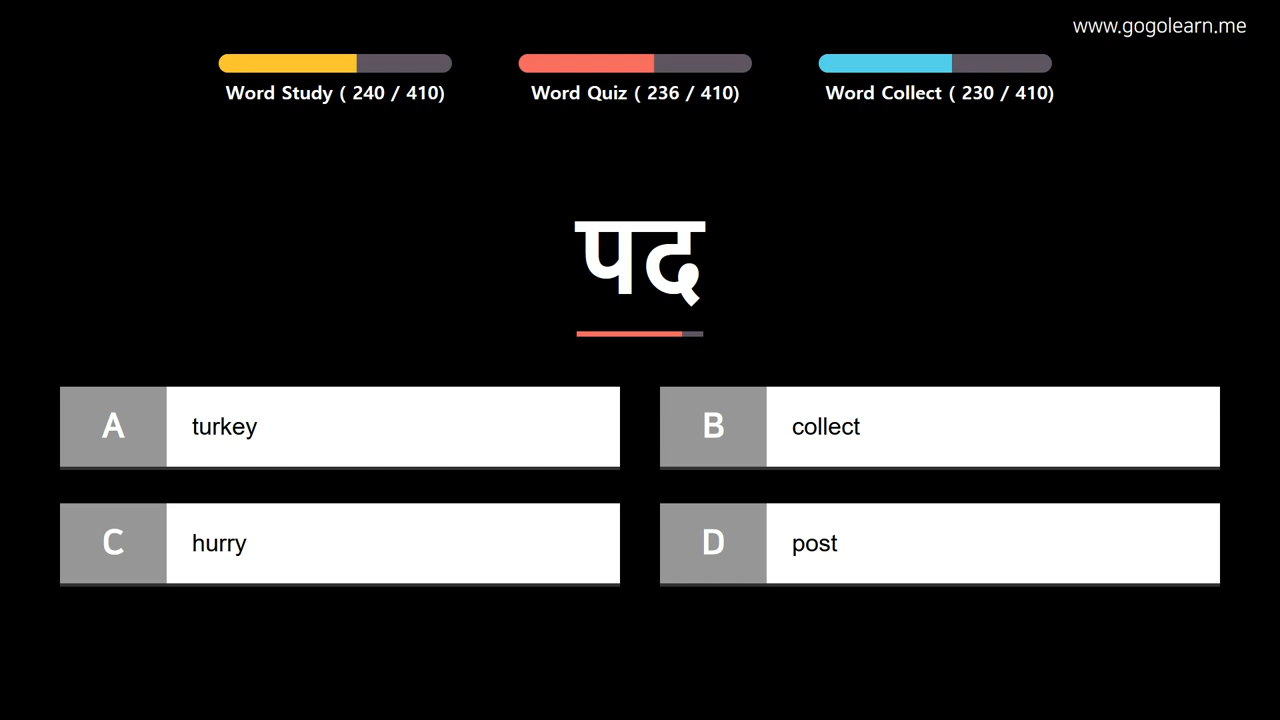 www.gogolearn.me
Word Study ( 240 / 410)
Word Quiz ( 236 / 410)
Word Collect ( 230 / 410)
पद
A turkey
B collect
C hurry
D post